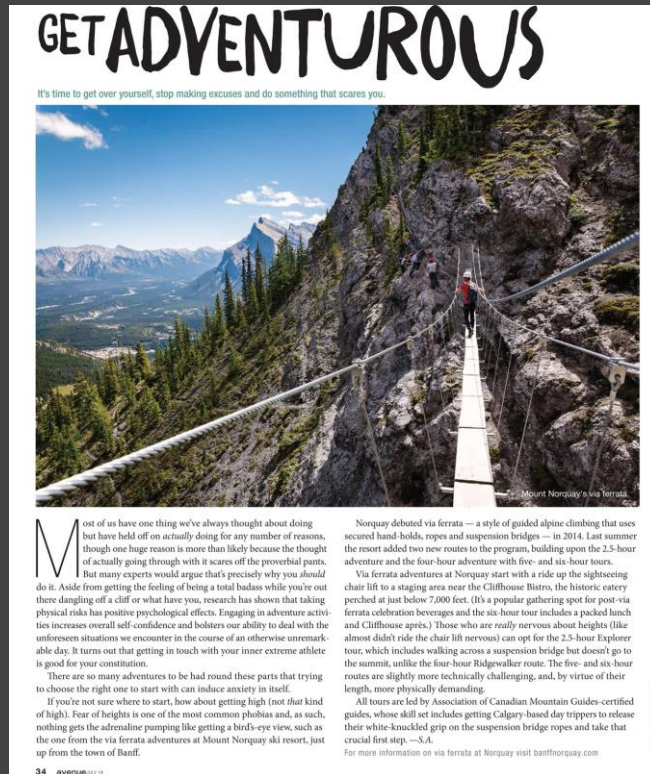 GET ADVENTUROUS
It's time to get over yourself, stop making excuses and do something that scares you.
Mount Norquay's via ferrata.
Most of us have one thing we've always thought about doing
but have held off on actually doing for any number of reasons,
though one huge reason is more than likely because the thought
of actually going through with it scares off the proverbial pants.
But many experts would argue that's precisely why you should
do it. Aside from getting the feeling of being a total badass while you're out
there dangling off a cliff or what have you, research has shown that taking
physical risks has positive psychological effects. Engaging in adventure activi-
ties increases overall self-confidence and bolsters our ability to deal with the
unforeseen situations we encounter in the course of an otherwise unremark-
able day. It turns out that getting in touch with your inner extreme athlete
is good for your constitution.
There are so many adventures to be had round these parts that trying
to choose the right one to start with can induce anxiety in itself.
If you're not sure where to start, how about getting high (not that kind
of high). Fear of heights is one of the most common phobias and, as such,
nothing gets the adrenaline pumping like getting a bird's-eye view, such as
the one from the via ferrata adventures at Mount Norquay ski resort, just
up from the town of Banff.
Norquay debuted via ferrata — a style of guided alpine climbing that uses
secured hand-holds, ropes and suspension bridges — in 2014. Last summer
the resort added two new routes to the program, building upon the 2.5-hour
adventure and the four-hour adventure with five- and six-hour tours.
Via ferrata adventures at Norquay start with a ride up the sightseeing
chair lift to a staging area near the Cliffhouse Bistro, the historic eatery
perched at just below 7,000 feet. (It's a popular gathering spot for post-via
ferrata celebration beverages and the six-hour tour includes a packed lunch
and Cliffhouse après.) Those who are really nervous about heights (like
almost didn't ride the chair lift nervous) can opt for the 2.5-hour Explorer
tour, which includes walking across a suspension bridge but doesn't go to
the summit, unlike the four-hour Ridgewalker route. The five- and six-hour
routes are slightly more technically challenging, and, by virtue of their
length, more physically demanding.
All tours are led by Association of Canadian Mountain Guides-certified
guides, whose skill set includes getting Calgary-based day trippers to release
their white-knuckled grip on the suspension bridge ropes and take that
crucial first step. —S.A.
For more information on via ferrata at Norquay visit banffnorquay.com
34 avenue